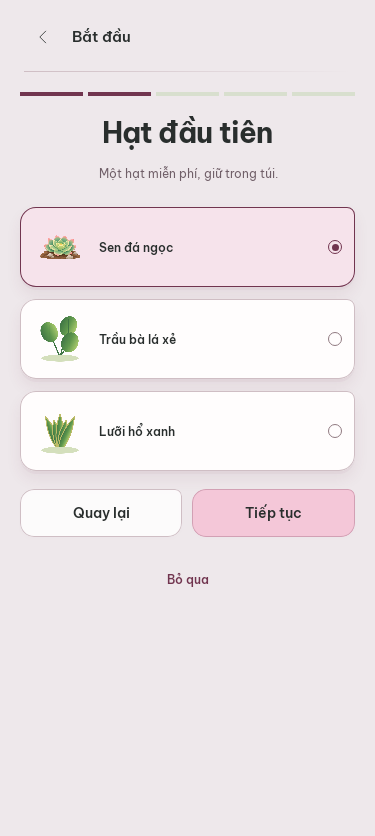 Bắt đầu
Hạt đầu tiên
Một hạt miễn phí, giữ trong túi.
Sen đá ngọc
Trầu bà lá xẻ
Lưỡi hổ xanh
Quay lại
Tiếp tục
Bỏ qua